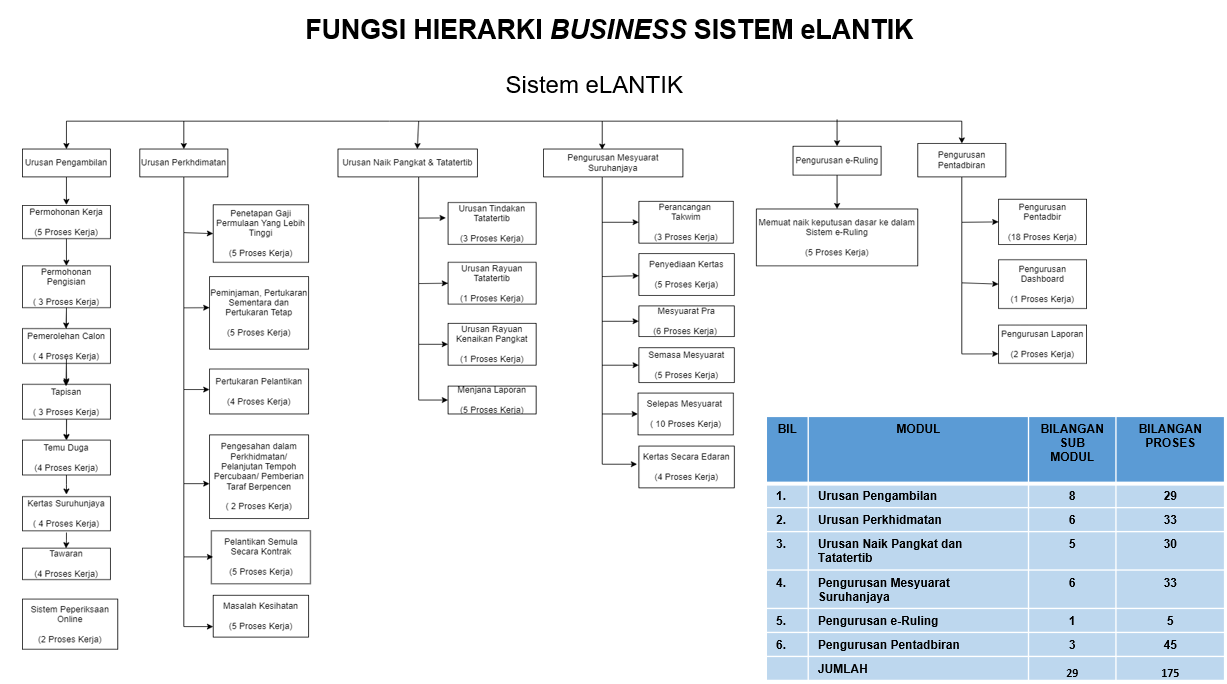 FUNGSI HIERARKI BUSINESS SISTEM eLANTIK
Sistem eLANTIK
Urusan Pengambilan
Permohonan Kerja
(5 Proses Kerja)
Permohonan
Pengisian
( 3 Proses Kerja)
Pemerolehan Calon
( 4 Proses Kerja)
Tapisan
( 3 Proses Kerja)
Temu Duga
(4 Proses Kerja)
Kertas Suruhunjaya
( 4 Proses Kerja)
Tawaran
(4 Proses Kerja)
Sistem Peperiksaan
Online
(2 Proses Kerja)
Urusan Perkhdimatan
Penetapan Gaji
Permulaan Yang Lebih
Tinggi
(5 Proses Kerja)
Peminjaman, Pertukaran
Sementara dan
Pertukaran Tetap
(5 Proses Kerja)
Pertukaran Pelantikan
(4 Proses Kerja)
Pengesahan dalam
Perkhidmatan/
Pelanjutan Tempoh
Percubaan/ Pemberian
Taraf Berpencen
( 2 Proses Kerja)
Pelantikan Semula
Secara Kontrak
(5 Proses Kerja)
Masalah Kesihatan
(5 Proses Kerja)
Urusan Naik Pangkat & Tatatertib
Urusan Tindakan
Tatatertib
(3 Proses Kerja)
Urusan Rayuan
Tatatertib
(1 Proses Kerja)
Urusan Rayuan
Kenaikan Pangkat
(1 Proses Kerja)
Menjana Laporan
(5 Proses Kerja)
Pengurusan Mesyuarat
Suruhanjaya
Perancangan
Takwim
(3 Proses Kerja)
Penyediaan Kertas
(5 Proses Kerja)
Mesyuarat Pra
(6 Proses Kerja)
Semasa Mesyuarat
(5 Proses Kerja)
Selepas Mesyuarat
( 10 Proses Kerja)
Kertas Secara Edaran
(4 Proses Kerja)
Pengurusan e-Ruling
Memuat naik keputusan dasar ke dalam
Sistem e-Ruling
(5 Proses Kerja)
Pengurusan
Pentadbiran
Pengurusan
Pentadbir
(18 Proses Kerja)
Pengurusan
Dashboard
(1 Proses Kerja)
Pengurusan Laporan
(2 Proses Kerja)
BIL MODUL BILANGAN SUB MODUL BILANGAN PROSES
1. Urusan Pengambilan 8 29
2. Urusan Perkhidmatan 6 33
3. Urusan Naik Pangkat dan Tatatertib 5 30
4. Pengurusan Mesyuarat Suruhanjaya 6 33
5. Pengurusan e-Ruling 1 5
6. Pengurusan Pentadbiran 3 45
JUMLAH 29 175